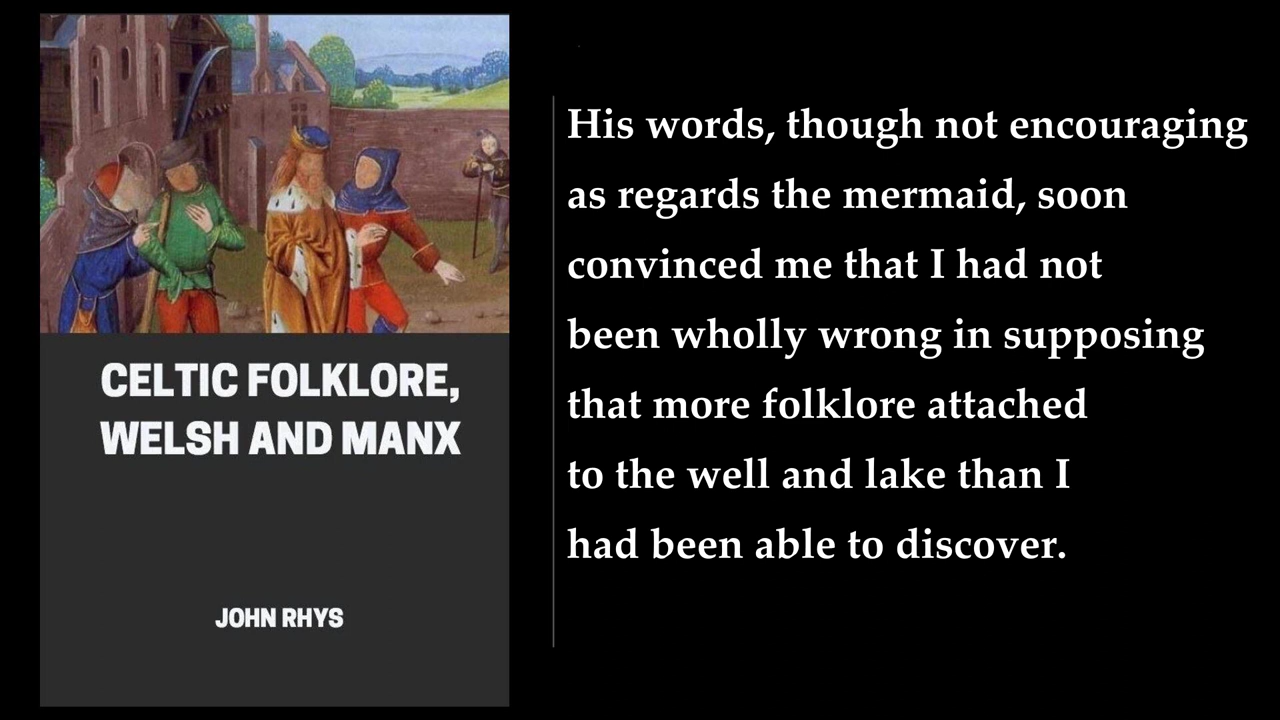 CELTIC FOLKLORE,
WELSH AND MANX
JOHN RHYS
His words, though not encouraging
as regards the mermaid, soon
convinced me that I had not
been wholly wrong in supposing
that more folklore attached
to the well and lake than I
had been able to discover.